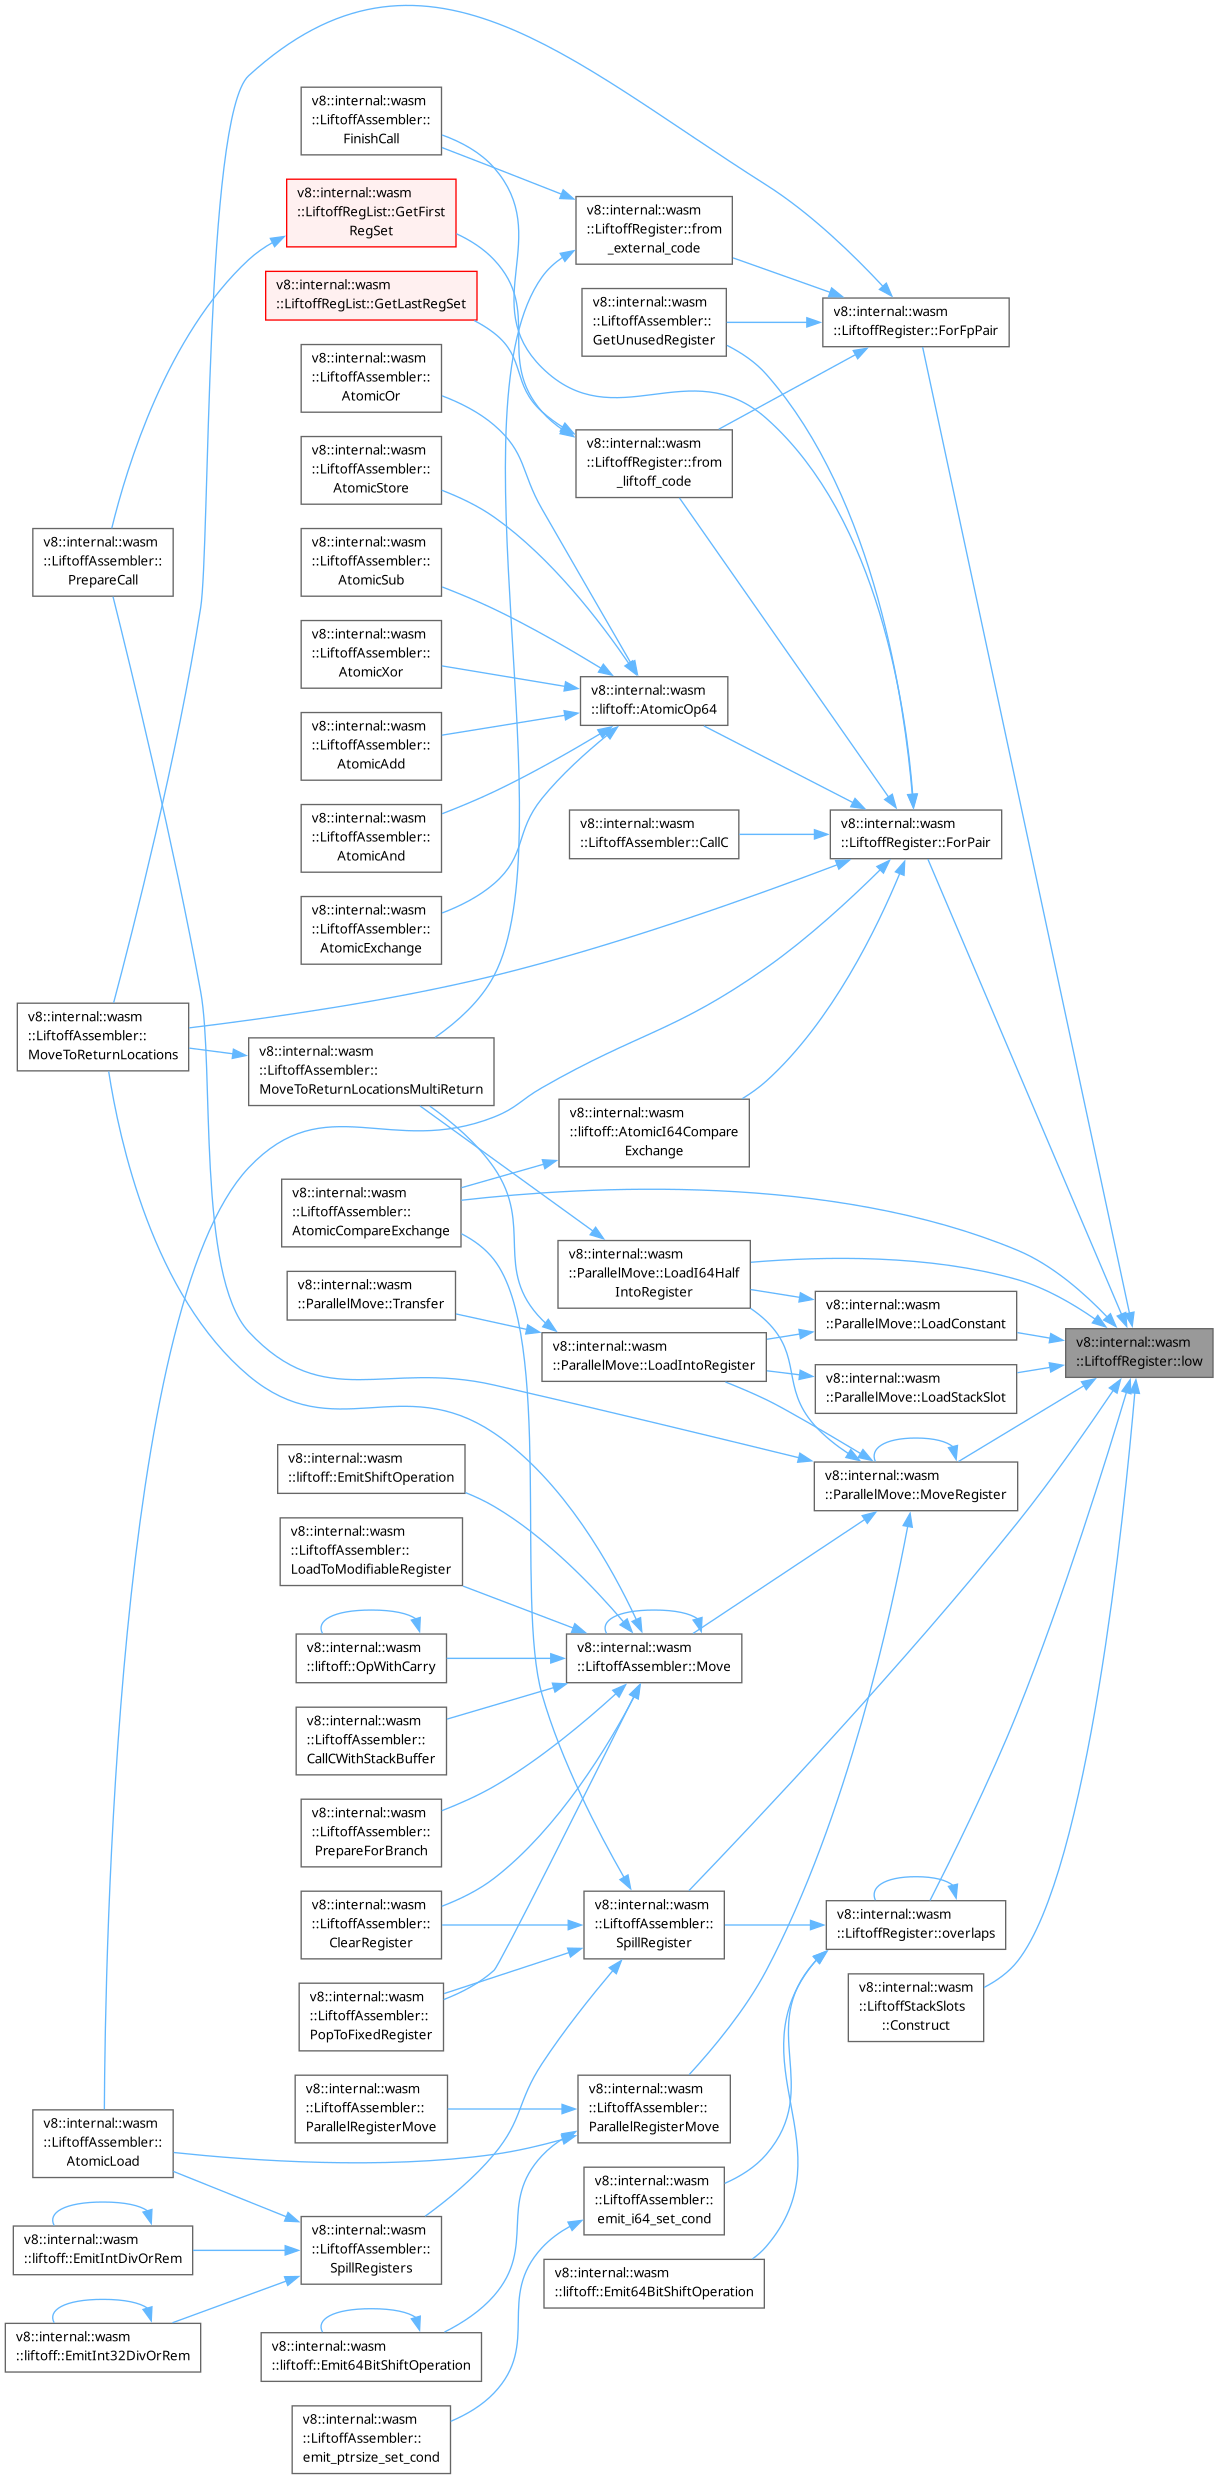 v8::internal::wasm
::LiftoffAssembler::
FinishCall
v8::internal::wasm
::LiftoffRegList::GetFirst
RegSet
v8::internal::wasm
::LiftoffRegister::from
_external_code
v8::internal::wasm
::LiftoffRegList::GetLastRegSet
v8::internal::wasm
::LiftoffAssembler::
GetUnusedRegister
v8::internal::wasm
::LiftoffRegister::ForFpPair
v8::internal::wasm
::LiftoffAssembler::
AtomicOr
v8::internal::wasm
::LiftoffRegister::from
_liftoff_code
v8::internal::wasm
::LiftoffAssembler::
AtomicStore
v8::internal::wasm
::LiftoffAssembler::
PrepareCall
v8::internal::wasm
::LiftoffAssembler::
AtomicSub
v8::internal::wasm
::LiftoffAssembler::
AtomicXor
v8::internal::wasm
::liftoff::AtomicOp64
v8::internal::wasm
::LiftoffAssembler::
AtomicAdd
v8::internal::wasm
::LiftoffAssembler::
AtomicAnd
v8::internal::wasm
::LiftoffAssembler::CallC
v8::internal::wasm
::LiftoffRegister::ForPair
v8::internal::wasm
::LiftoffAssembler::
AtomicExchange
v8::internal::wasm
::LiftoffAssembler::
MoveToReturnLocations
v8::internal::wasm
::LiftoffAssembler::
MoveToReturnLocationsMultiReturn
v8::internal::wasm
::liftoff::AtomicI64Compare
Exchange
v8::internal::wasm
::LiftoffAssembler::
AtomicCompareExchange
v8::internal::wasm
::ParallelMove::LoadI64Half
IntoRegister
v8::internal::wasm
::ParallelMove::Transfer
v8::internal::wasm
::ParallelMove::LoadConstant
v8::internal::wasm
::LiftoffRegister::low
v8::internal::wasm
::ParallelMove::LoadIntoRegister
v8::internal::wasm
::ParallelMove::LoadStackSlot
v8::internal::wasm
::liftoff::EmitShiftOperation
v8::internal::wasm
::ParallelMove::MoveRegister
v8::internal::wasm
::LiftoffAssembler::
LoadToModifiableRegister
v8::internal::wasm
::liftoff::OpWithCarry
v8::internal::wasm
::LiftoffAssembler::Move
v8::internal::wasm
::LiftoffAssembler::
CallCWithStackBuffer
v8::internal::wasm
::LiftoffAssembler::
PrepareForBranch
v8::internal::wasm
::LiftoffAssembler::
ClearRegister
v8::internal::wasm
::LiftoffAssembler::
SpillRegister
v8::internal::wasm
::LiftoffRegister::overlaps
v8::internal::wasm
::LiftoffAssembler::
PopToFixedRegister
v8::internal::wasm
::LiftoffStackSlots
::Construct
v8::internal::wasm
::LiftoffAssembler::
ParallelRegisterMove
v8::internal::wasm
::LiftoffAssembler::
ParallelRegisterMove
v8::internal::wasm
::LiftoffAssembler::
AtomicLoad
v8::internal::wasm
::LiftoffAssembler::
emit_i64_set_cond
v8::internal::wasm
::liftoff::EmitIntDivOrRem
v8::internal::wasm
::LiftoffAssembler::
SpillRegisters
v8::internal::wasm
::liftoff::Emit64BitShiftOperation
v8::internal::wasm
::liftoff::EmitInt32DivOrRem
v8::internal::wasm
::liftoff::Emit64BitShiftOperation
v8::internal::wasm
::LiftoffAssembler::
emit_ptrsize_set_cond